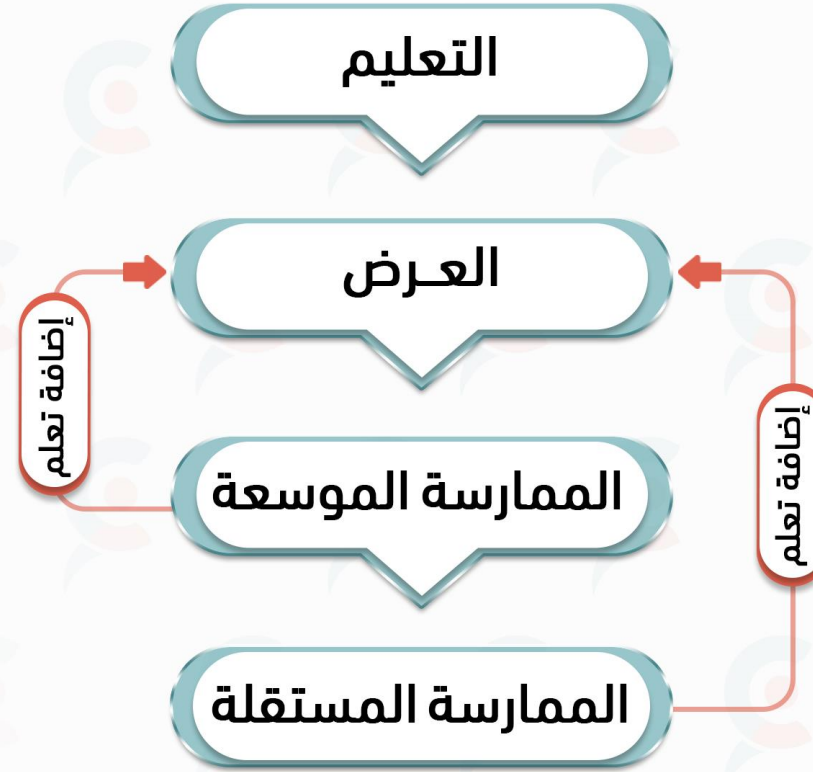 التعليم
العـرض
إضافة تعلم
إضافة تعلم
الممارسة الموسعة
الممارسة المستقلة